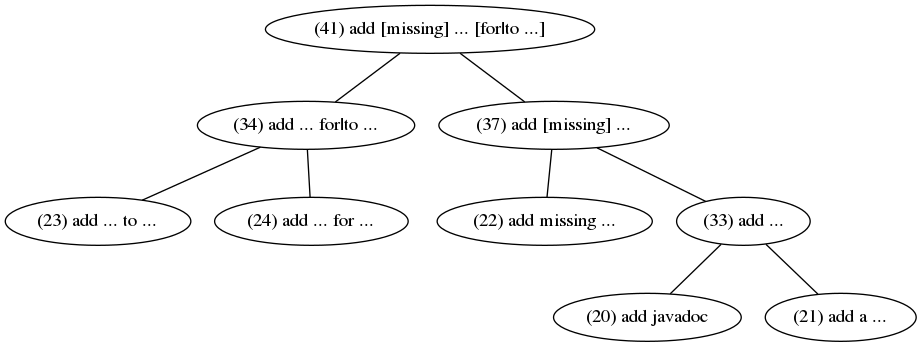 (41) add [missing] ... [for|to ...]
(34) add ... for|to ...
(37) add [missing] ...
(23) add ... to ...
(24) add ... for ...
(22) add missing ...
(33) add ...
(20) add javadoc
(21) add a ...